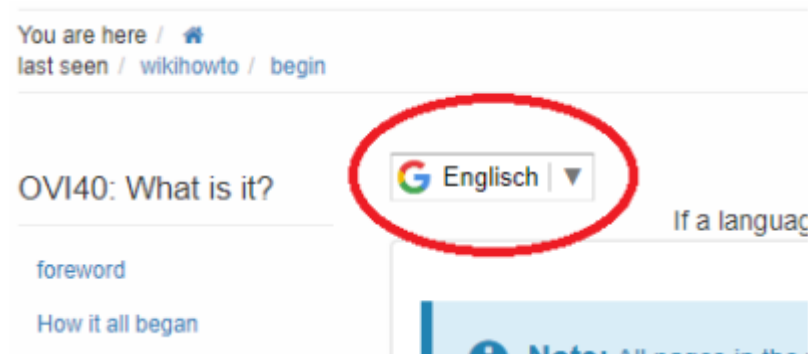 You are here /
last seen / wikihowto / begin
OVI40: What is it?
Englisch
If a languag
foreword
How it all began
Note: All pages in the